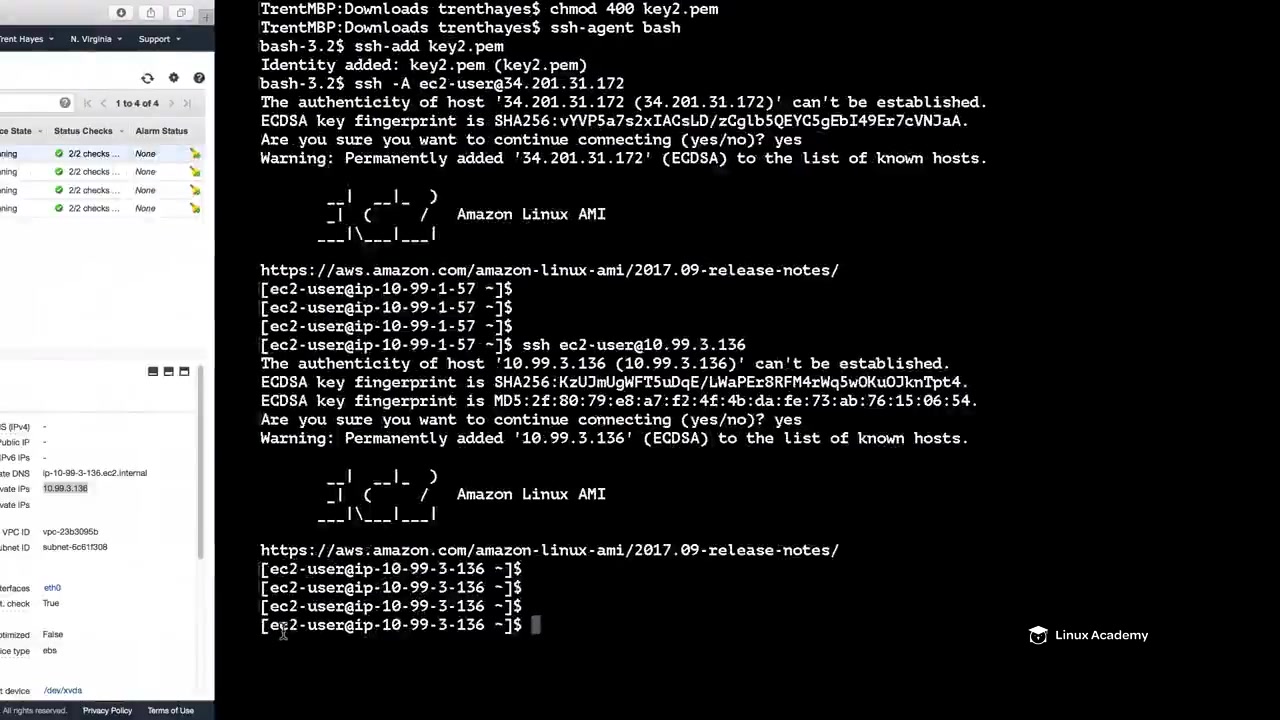 Trent Hayes N. Virginia Support
1 to 4 of 4
ce State Status Checks Alarm Status
nning 2/2 checks ... None
nning 2/2 checks ... None
nning 2/2 checks ... None
nning 2/2 checks ... None
NS (IPv4) -
Public IP -
IPv6 IPs -
ate DNS ip-10-99-3-136.ec2.internal
vate IPs 10.99.3.136
vate IPs
VPC ID vpc-23b3095b
ubnet ID subnet-6c61f308
terfaces eth0
t. check True
ptimized False
ice type ebs
t device /dev/xvda
All rights reserved. Privacy Policy Terms of Use
TrentMBP:Downloads trenthayes$ chmod 400 key2.pem
TrentMBP:Downloads trenthayes$ ssh-agent bash
bash-3.2$ ssh-add key2.pem
Identity added: key2.pem (key2.pem)
bash-3.2$ ssh -A ec2-user@34.201.31.172
The authenticity of host '34.201.31.172 (34.201.31.172)' can't be established.
ECDSA key fingerprint is SHA256:vYVP5a7s2xIACsLD/zCglb5QEYC5gEbI49Er7cVNJaA.
Are you sure you want to continue connecting (yes/no)? yes
Warning: Permanently added '34.201.31.172' (ECDSA) to the list of known hosts.
__| __|_ )
_| ( / Amazon Linux AMI
___|\___|___|
https://aws.amazon.com/amazon-linux-ami/2017.09-release-notes/
[ec2-user@ip-10-99-1-57 ~]$
[ec2-user@ip-10-99-1-57 ~]$
[ec2-user@ip-10-99-1-57 ~]$
[ec2-user@ip-10-99-1-57 ~]$ ssh ec2-user@10.99.3.136
The authenticity of host '10.99.3.136 (10.99.3.136)' can't be established.
ECDSA key fingerprint is SHA256:KzUJmUgWFT5uDqE/LWaPEr8RFM4rWq5wOKuOJknTpt4.
ECDSA key fingerprint is MD5:2f:80:79:e8:a7:f2:4f:4b:da:fe:73:ab:76:15:06:54.
Are you sure you want to continue connecting (yes/no)? yes
Warning: Permanently added '10.99.3.136' (ECDSA) to the list of known hosts.
__| __|_ )
_| ( / Amazon Linux AMI
___|\___|___|
https://aws.amazon.com/amazon-linux-ami/2017.09-release-notes/
[ec2-user@ip-10-99-3-136 ~]$
[ec2-user@ip-10-99-3-136 ~]$
[ec2-user@ip-10-99-3-136 ~]$
[ec2-user@ip-10-99-3-136 ~]$
Linux Academy